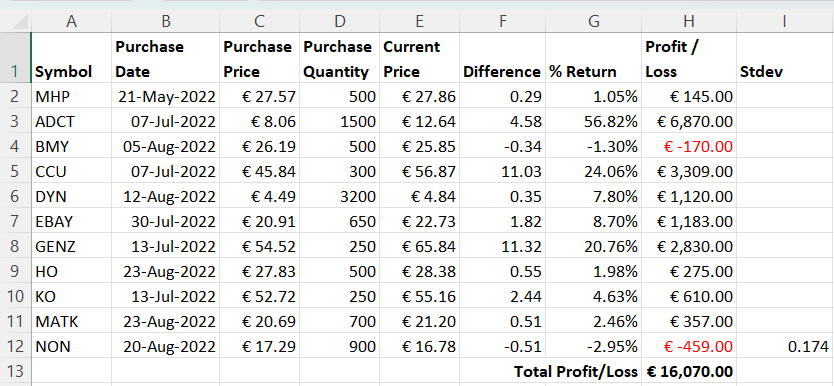 A B C D E F G H I
1 Symbol Purchase Date Purchase Price Purchase Quantity Current Price Difference % Return Profit / Loss Stdev
2 MHP 21-May-2022 € 27.57 500 € 27.86 0.29 1.05% € 145.00
3 ADCT 07-Jul-2022 € 8.06 1500 € 12.64 4.58 56.82% € 6,870.00
4 BMY 05-Aug-2022 € 26.19 500 € 25.85 -0.34 -1.30% € -170.00
5 CCU 07-Jul-2022 € 45.84 300 € 56.87 11.03 24.06% € 3,309.00
6 DYN 12-Aug-2022 € 4.49 3200 € 4.84 0.35 7.80% € 1,120.00
7 EBAY 30-Jul-2022 € 20.91 650 € 22.73 1.82 8.70% € 1,183.00
8 GENZ 13-Jul-2022 € 54.52 250 € 65.84 11.32 20.76% € 2,830.00
9 HO 23-Aug-2022 € 27.83 500 € 28.38 0.55 1.98% € 275.00
10 KO 13-Jul-2022 € 52.72 250 € 55.16 2.44 4.63% € 610.00
11 MATK 23-Aug-2022 € 20.69 700 € 21.20 0.51 2.46% € 357.00
12 NON 20-Aug-2022 € 17.29 900 € 16.78 -0.51 -2.95% € -459.00 0.174
13 Total Profit/Loss € 16,070.00